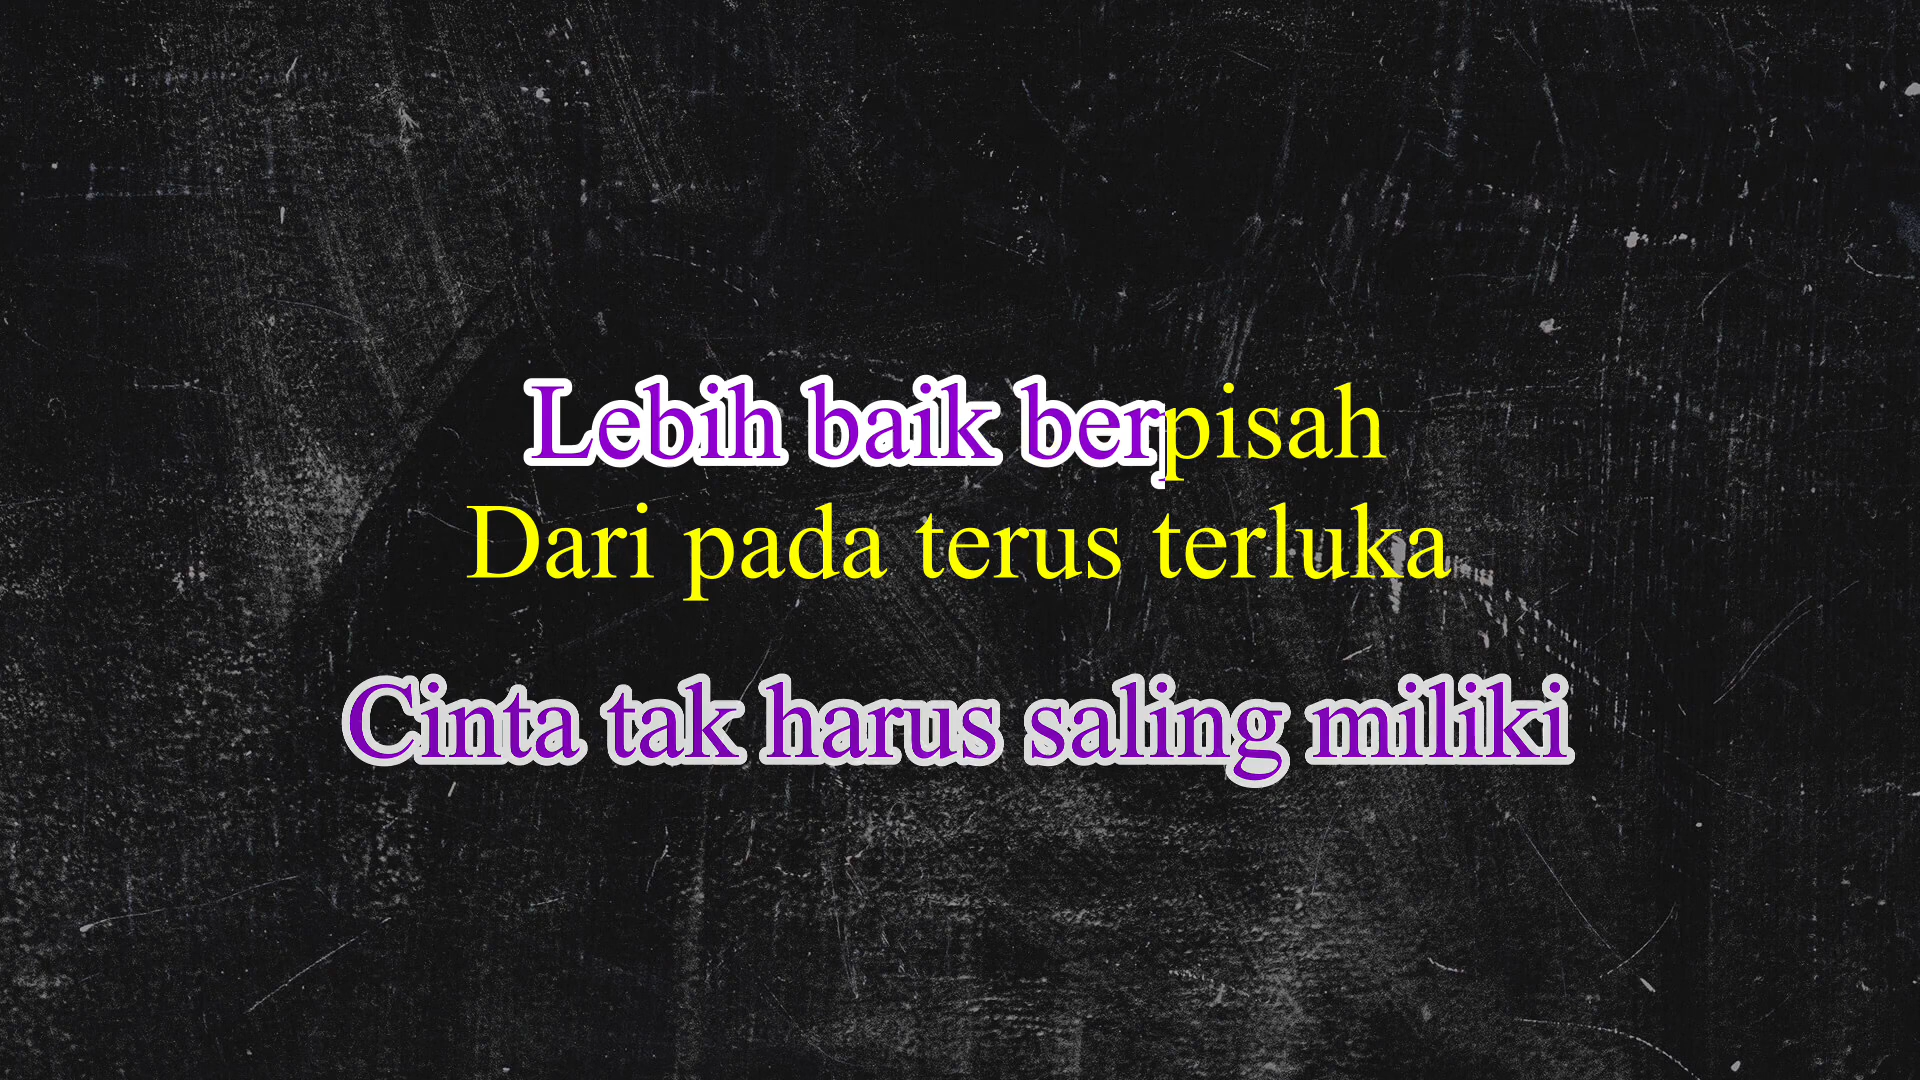 Lebih baik berpisah
Dari pada terus terluka
Cinta tak harus saling miliki